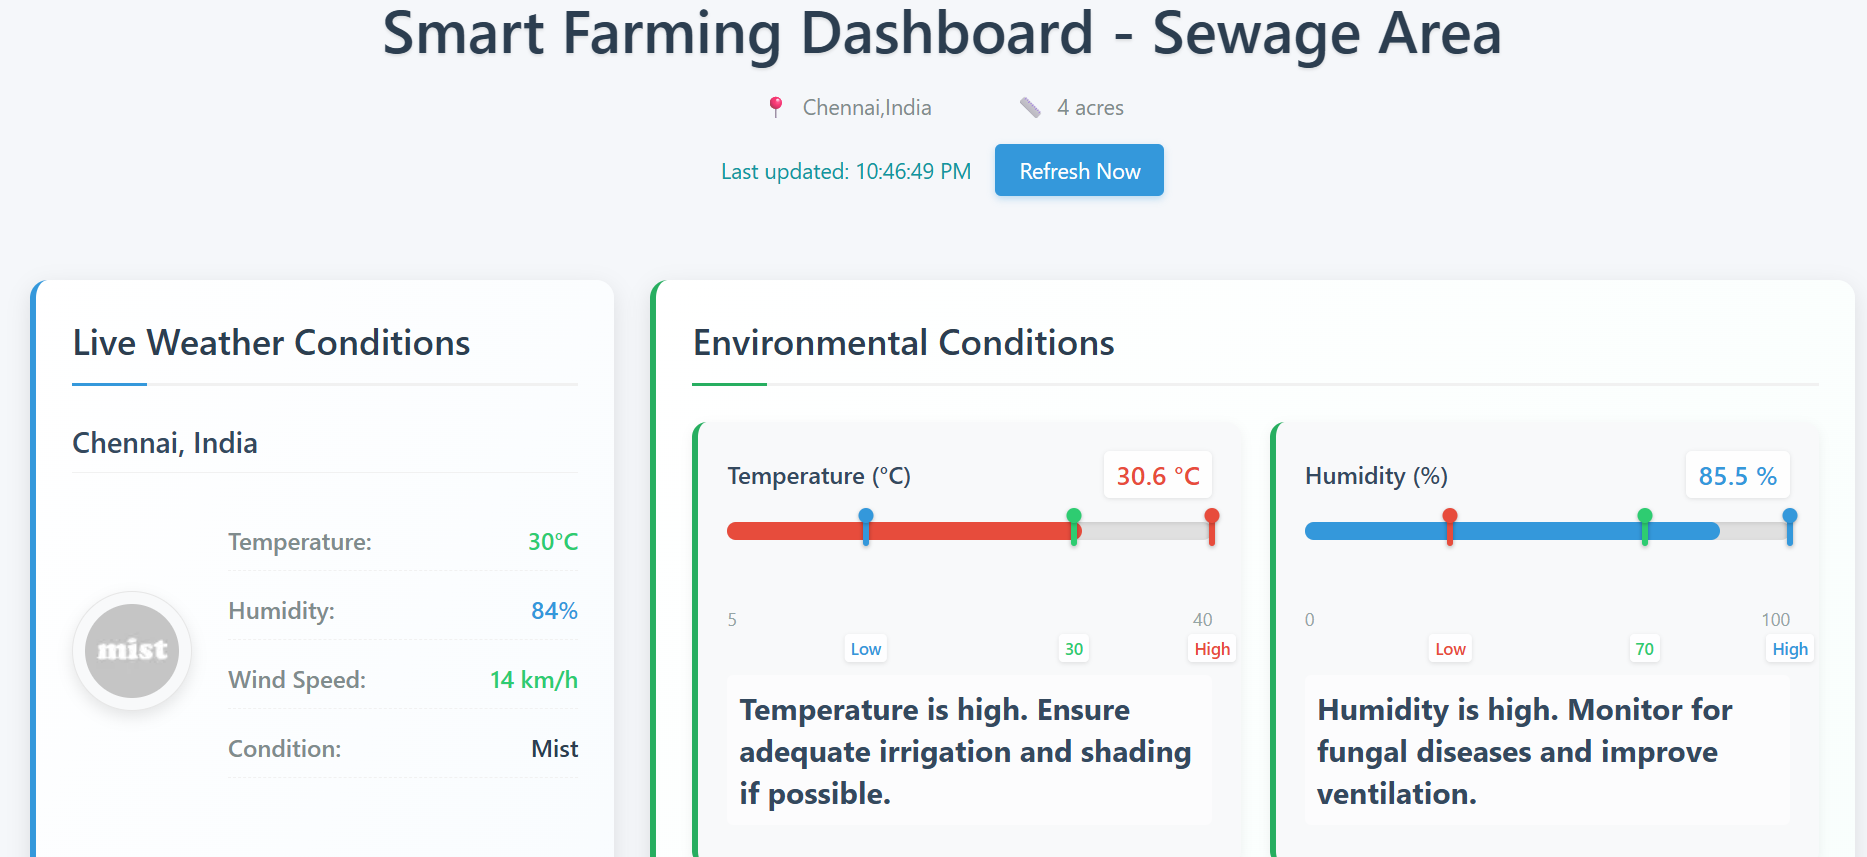 Smart Farming Dashboard - Sewage Area
Chennai,India
4 acres
Last updated: 10:46:49 PM
Refresh Now
Live Weather Conditions
Chennai, India
mist
Temperature: 30°C
Humidity: 84%
Wind Speed: 14 km/h
Condition: Mist
Environmental Conditions
Temperature (°C) 30.6 °C
5 40
Low 30 High
Temperature is high. Ensure
adequate irrigation and shading
if possible.
Humidity (%) 85.5 %
0 100
Low 70 High
Humidity is high. Monitor for
fungal diseases and improve
ventilation.